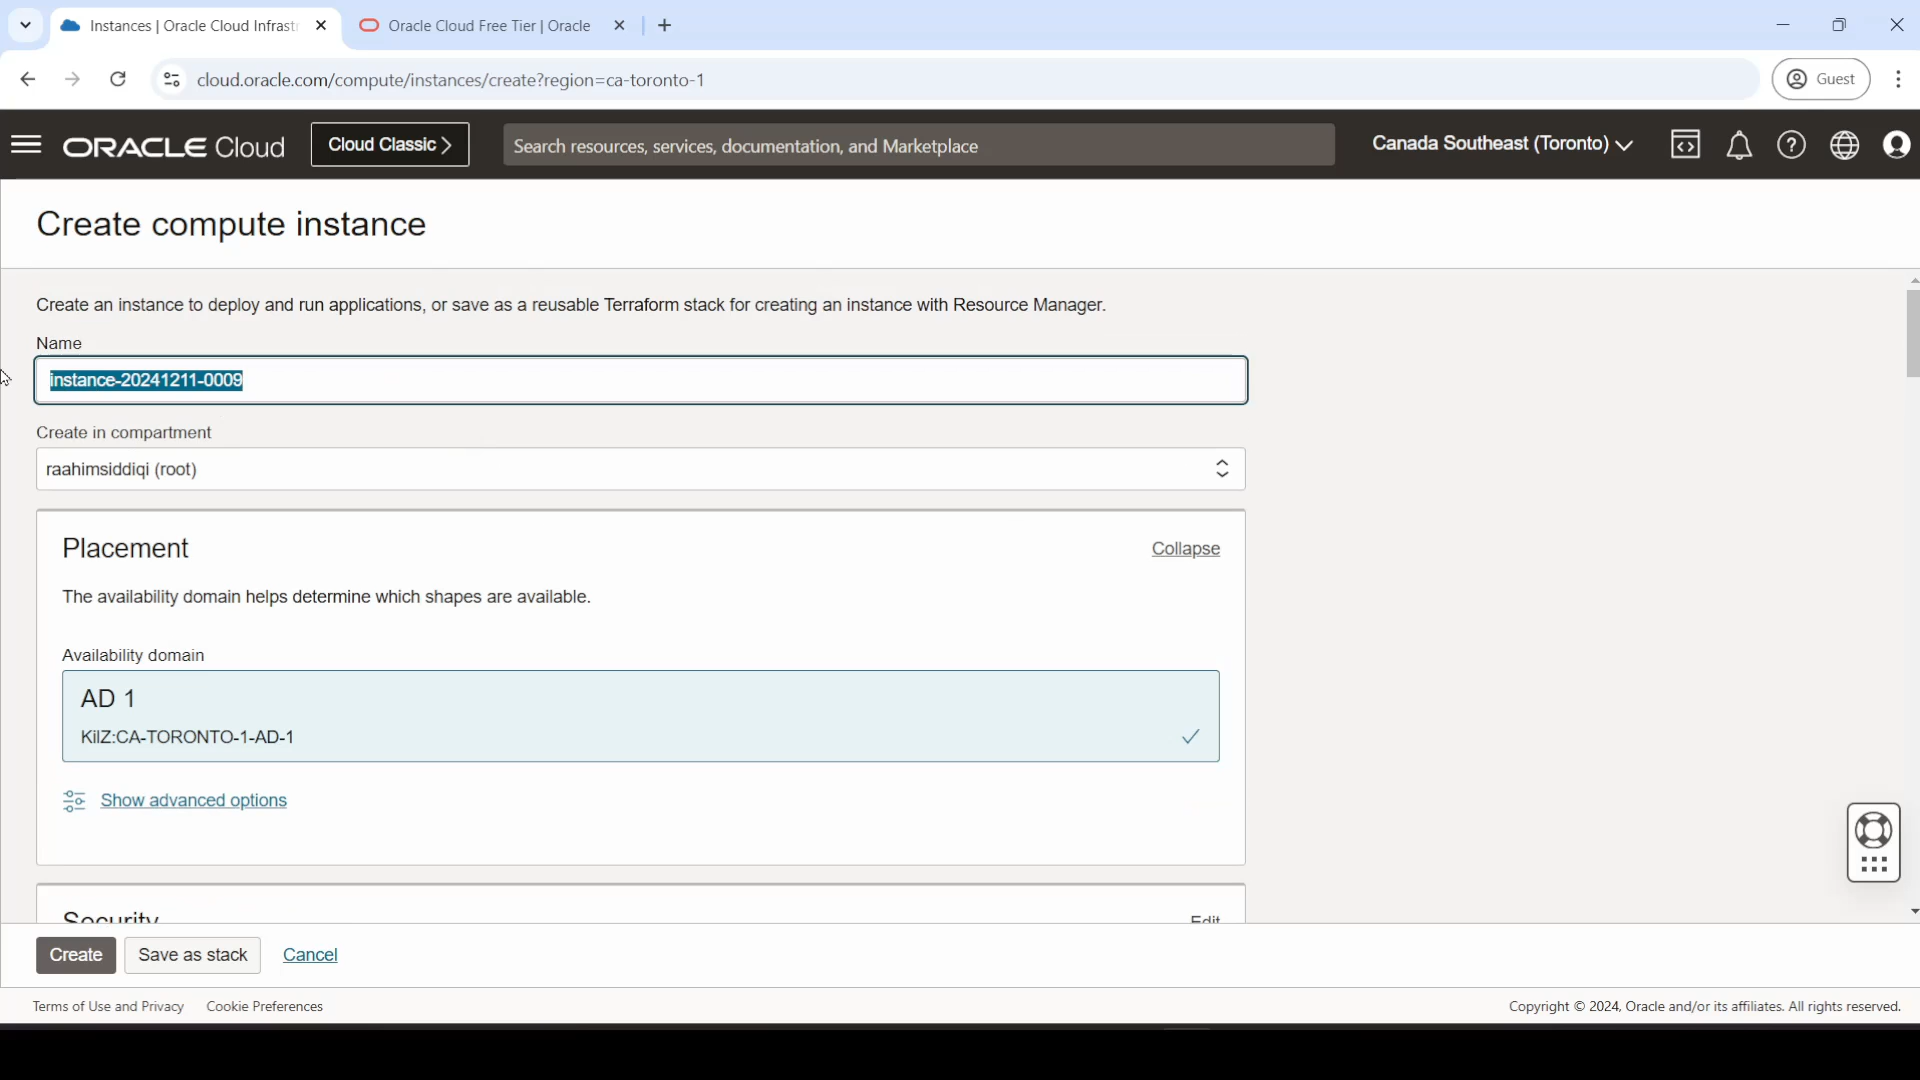 Instances | Oracle Cloud Infrastr
Oracle Cloud Free Tier | Oracle
cloud.oracle.com/compute/instances/create?region=ca-toronto-1
Guest
ORACLE Cloud
Cloud Classic
Search resources, services, documentation, and Marketplace
Canada Southeast (Toronto)
Create compute instance
Create an instance to deploy and run applications, or save as a reusable Terraform stack for creating an instance with Resource Manager.
Name
instance-20241211-0009
Create in compartment
raahimsiddiqi (root)
Placement
Collapse
The availability domain helps determine which shapes are available.
Availability domain
AD 1
KilZ:CA-TORONTO-1-AD-1
Show advanced options
Security
Edit
Create
Save as stack
Cancel
Terms of Use and Privacy
Cookie Preferences
Copyright © 2024, Oracle and/or its affiliates. All rights reserved.